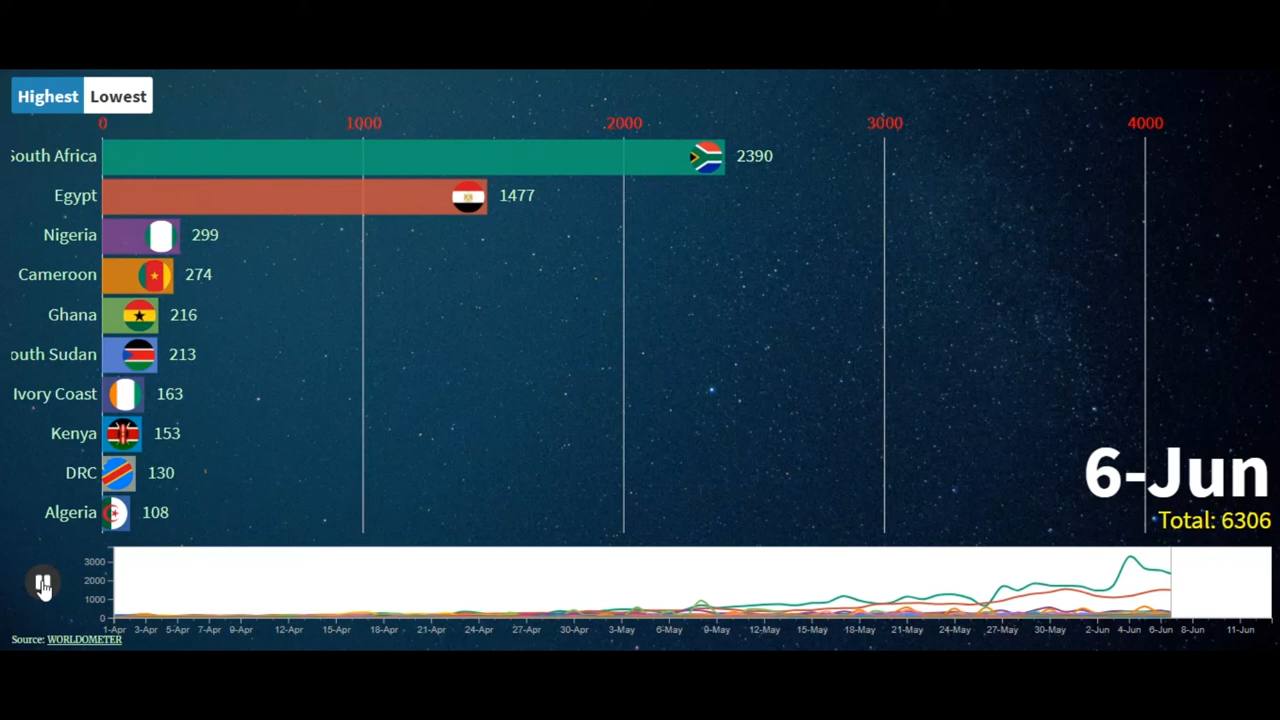 Highest Lowest
0 1000 2000 3000 4000
South Africa 2390
Egypt 1477
Nigeria 299
Cameroon 274
Ghana 216
outh Sudan 213
Ivory Coast 163
Kenya 153
DRC 130
Algeria 108
6-Jun
Total: 6306
3000
2000
1000
0
1-Apr 3-Apr 5-Apr 7-Apr 9-Apr 12-Apr 15-Apr 18-Apr 21-Apr 24-Apr 27-Apr 30-Apr 3-May 6-May 9-May 12-May 15-May 18-May 21-May 24-May 27-May 30-May 2-Jun 4-Jun 6-Jun 8-Jun 11-Jun
Source: WORLDOMETER